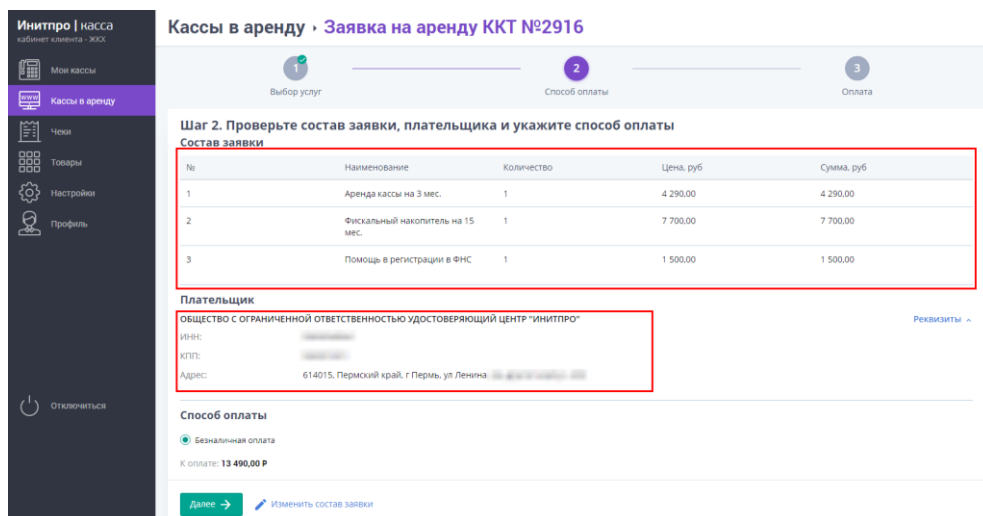 Инитпро | касса
кабинет клиента - ЖКХ
Мои кассы
Кассы в аренду
Чеки
Товары
Настройки
Профиль
Отключиться
Кассы в аренду › Заявка на аренду ККТ №2916
1
Выбор услуг
2
Способ оплаты
3
Оплата
Шаг 2. Проверьте состав заявки, плательщика и укажите способ оплаты
Состав заявки
№ Наименование Количество Цена, руб Сумма, руб
1 Аренда кассы на 3 мес. 1 4 290,00 4 290,00
2 Фискальный накопитель на 15 1 7 700,00 7 700,00
мес.
3 Помощь в регистрации в ФНС 1 1 500,00 1 500,00
Плательщик
ОБЩЕСТВО С ОГРАНИЧЕННОЙ ОТВЕТСТВЕННОСТЬЮ УДОСТОВЕРЯЮЩИЙ ЦЕНТР "ИНИТПРО" Реквизиты
ИНН:
КПП:
Адрес: 614015, Пермский край, г Пермь, ул Ленина,
Способ оплаты
Безналичная оплата
К оплате: 13 490,00 Р
Далее → Изменить состав заявки